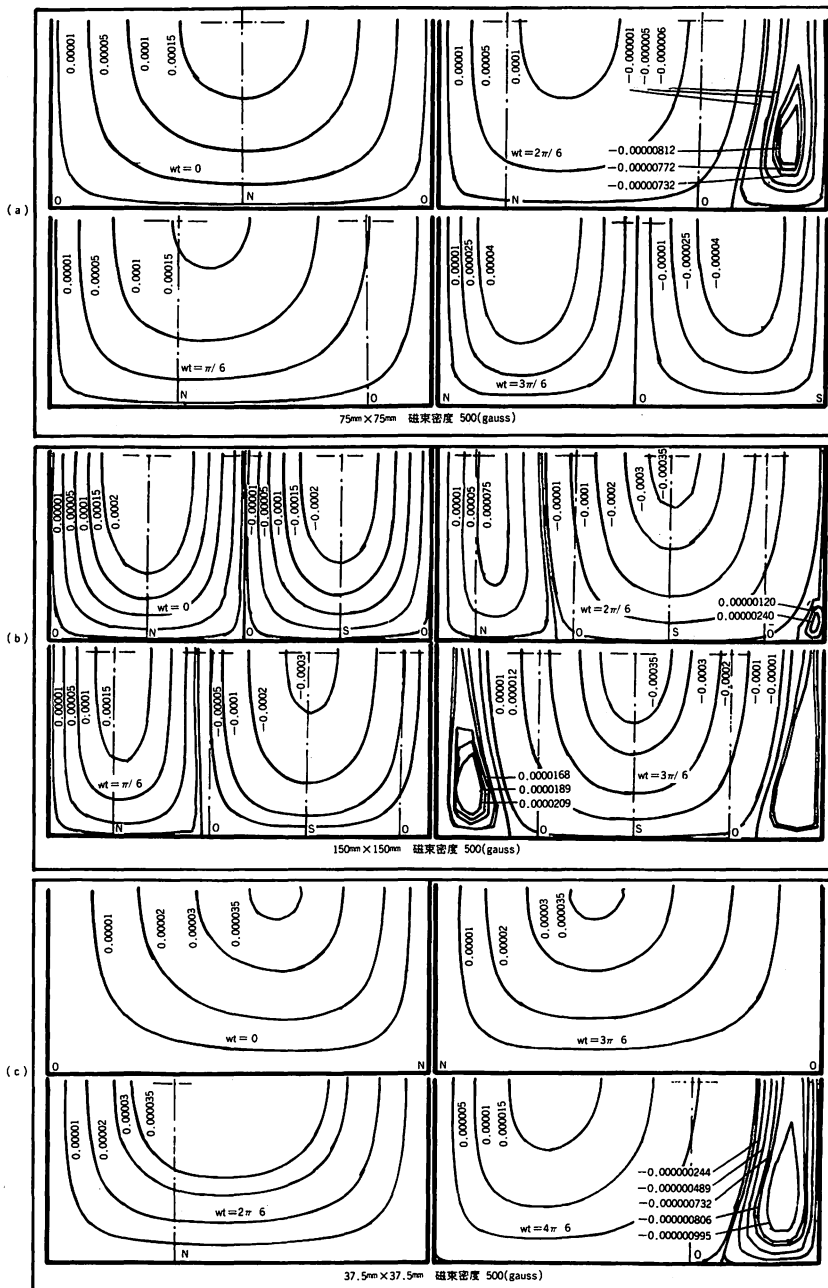 (a)
0.00001
0.00005
0.0001
0.00015
wt=0
O
N
O
0.00001
0.00005
0.0001
-0.000001
-0.000005
-0.000006
wt=2π/6
-0.00000812
-0.00000772
-0.00000732
N
O
0.00001
0.00005
0.0001
0.00015
wt=π/6
N
O
0.00001
0.000025
0.00004
-0.00001
-0.000025
-0.00004
wt=3π/6
N
O
S
75mm×75mm 磁束密度 500(gauss)
(b)
0.00001
0.00005
0.0001
0.00015
0.0002
-0.00001
-0.00005
-0.0001
-0.00015
-0.0002
wt=0
O
N
O
S
O
0.00001
0.00005
0.000075
-0.00001
-0.0001
-0.0002
-0.0003
-0.00035
wt=2π/6
0.00000120
0.00000240
N
O
S
O
0.00001
0.00005
0.0001
0.00015
-0.00005
-0.0001
-0.0002
-0.0003
wt=π/6
N
O
S
O
0.00001
0.000012
-0.00035
-0.0003
-0.0002
-0.0001
-0.00001
0.0000168
0.0000189
0.0000209
wt=3π/6
O
S
O
150mm×150mm 磁束密度 500(gauss)
(c)
0.00001
0.00002
0.00003
0.000035
wt=0
O
N
0.00001
0.00002
0.00003
0.000035
wt=3π 6
N
O
0.00001
0.00002
0.00003
0.000035
wt=2π 6
N
0.000005
0.00001
0.000015
wt=4π 6
-0.000000244
-0.000000489
-0.000000732
-0.000000806
-0.000000995
O
37.5mm×37.5mm 磁束密度 500(gauss)